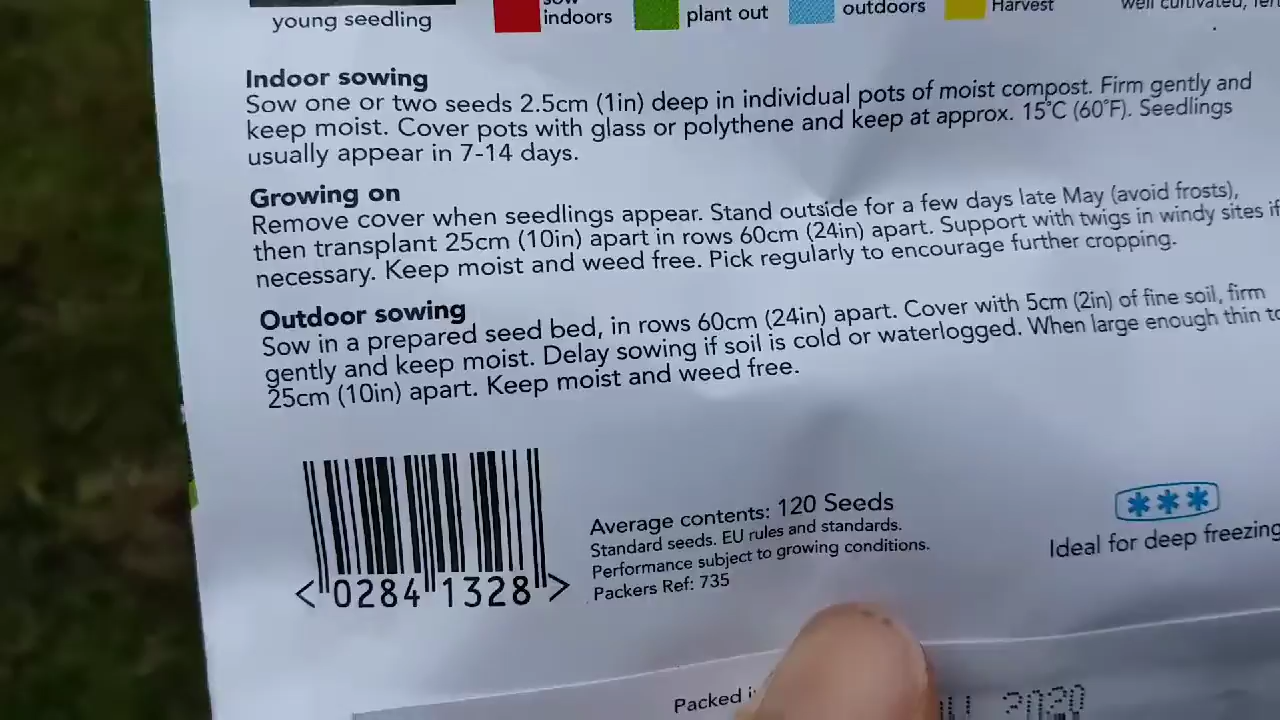 young seedling
indoors
plant out
outdoors
Harvest
well cultivated,
Indoor sowing
Sow one or two seeds 2.5cm (1in) deep in individual pots of moist compost. Firm gently and
keep moist. Cover pots with glass or polythene and keep at approx. 15°C (60°F). Seedlings
usually appear in 7-14 days.
Growing on
Remove cover when seedlings appear. Stand outside for a few days late May (avoid frosts),
then transplant 25cm (10in) apart in rows 60cm (24in) apart. Support with twigs in windy sites if
necessary. Keep moist and weed free. Pick regularly to encourage further cropping.
Outdoor sowing
Sow in a prepared seed bed, in rows 60cm (24in) apart. Cover with 5cm (2in) of fine soil, firm
gently and keep moist. Delay sowing if soil is cold or waterlogged. When large enough thin to
25cm (10in) apart. Keep moist and weed free.
<"0284"1328">
Average contents: 120 Seeds
Standard seeds. EU rules and standards.
Performance subject to growing conditions.
Packers Ref: 735
***
Ideal for deep freezing
Packed
2020